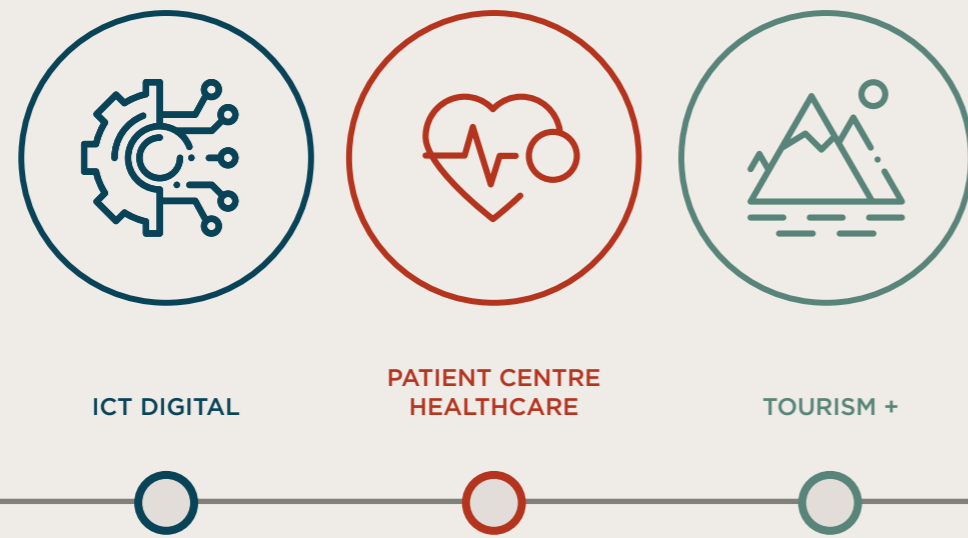 ICT DIGITAL
PATIENT CENTRE
HEALTHCARE
TOURISM +